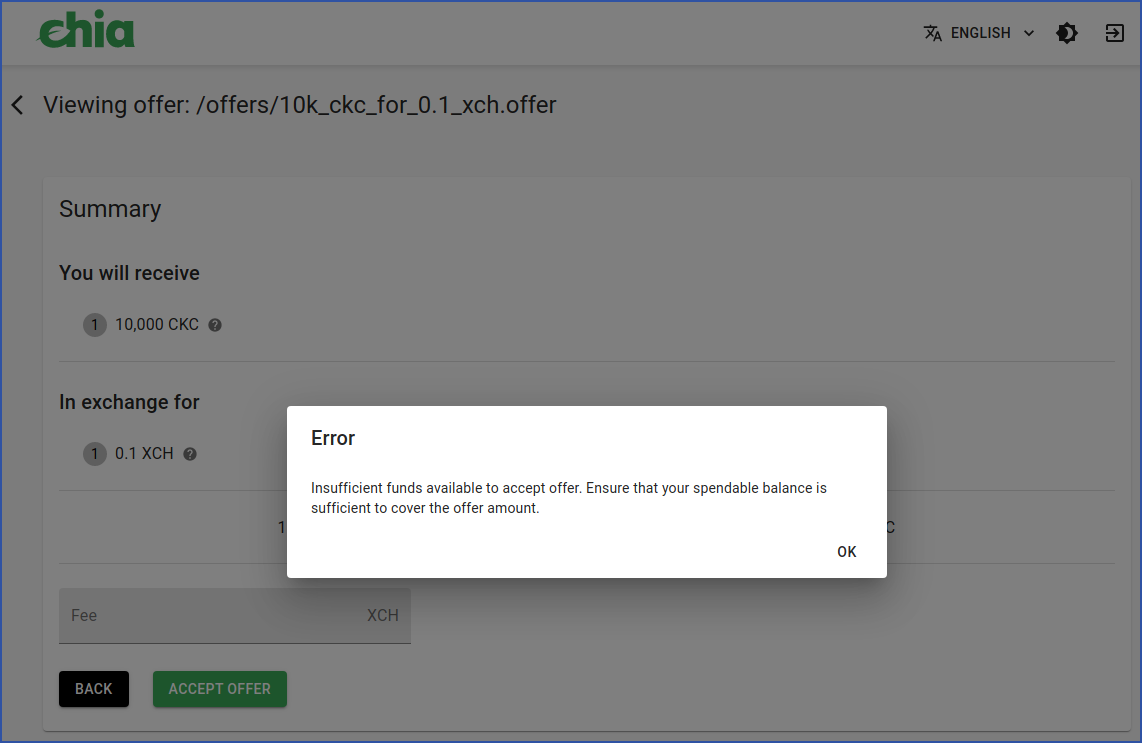 chia
ENGLISH
Viewing offer: /offers/10k_ckc_for_0.1_xch.offer
Summary
You will receive
1 10,000 CKC ?
In exchange for
1 0.1 XCH ?
Error
Insufficient funds available to accept offer. Ensure that your spendable balance is
sufficient to cover the offer amount.
OK
1
C
Fee XCH
BACK ACCEPT OFFER